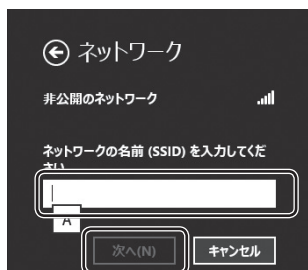 ネットワーク
非公開のネットワーク
ネットワークの名前 (SSID) を入力してくだ
さい
A
次へ(N) キャンセル